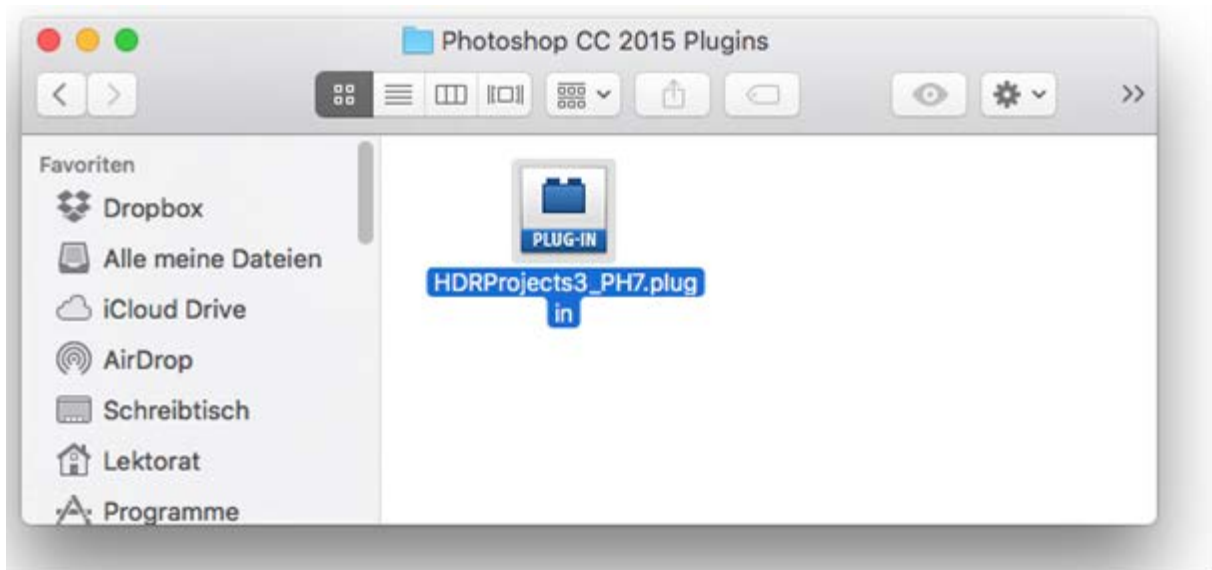 Photoshop CC 2015 Plugins
Favoriten
Dropbox
Alle meine Dateien
iCloud Drive
AirDrop
Schreibtisch
Lektorat
Programme
PLUG-IN
HDRProjects3_PH7.plug
in